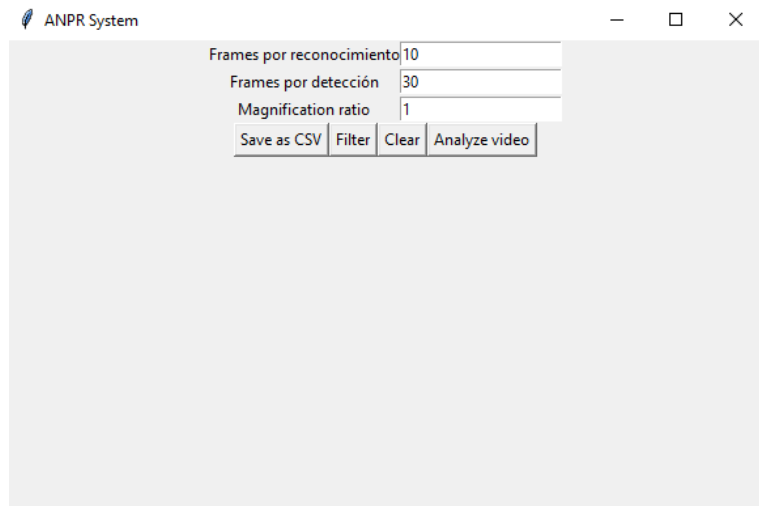 ANPR System
Frames por reconocimiento 10
Frames por detección 30
Magnification ratio 1
Save as CSV Filter Clear Analyze video